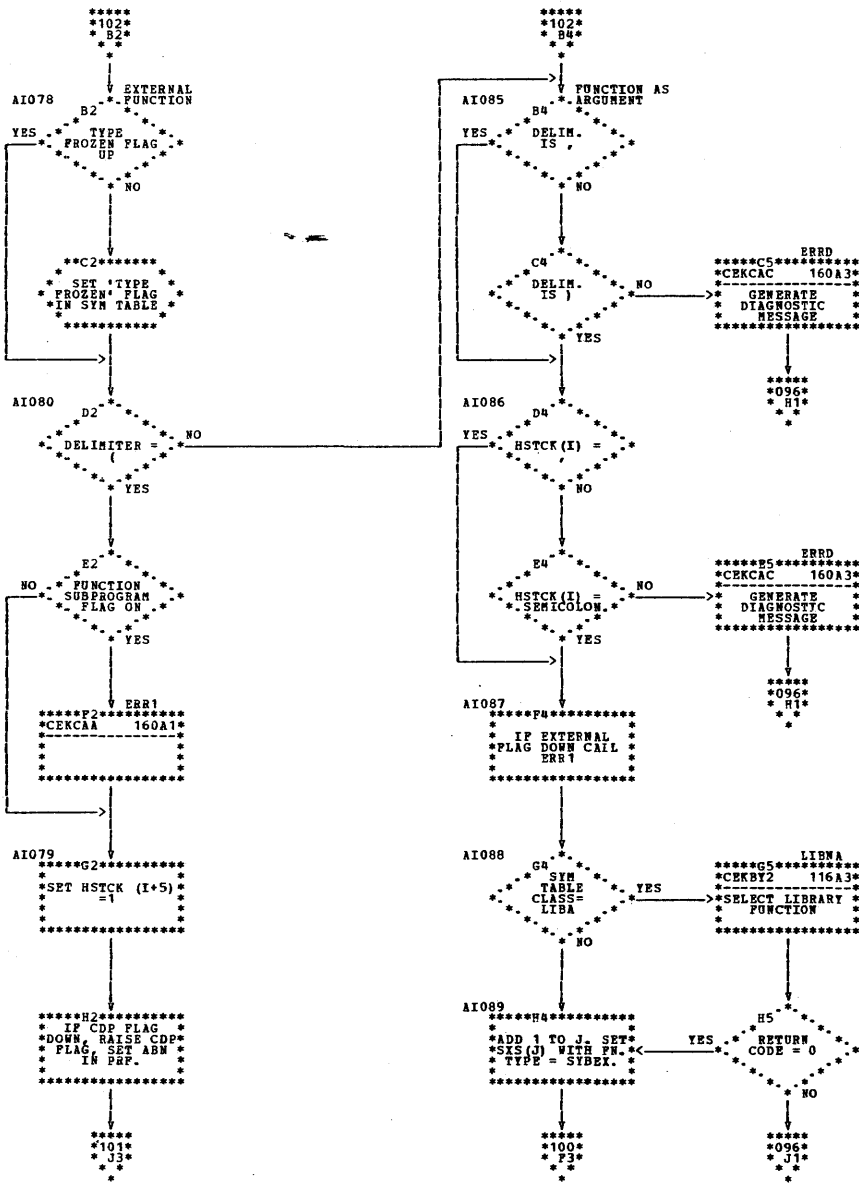 *102*
B2
*102*
B4
EXTERNAL
FUNCTION
AI078
B2
YES
TYPE
FROZEN FLAG
UP
NO
C2
SET 'TYPE
FROZEN' FLAG
IN SYM TABLE
AI080
D2
DELIMITER =
(
NO
YES
E2
NO
FUNCTION
SUBPROGRAM
FLAG ON
YES
ERR1
F2
CEKCAA 160A1
AI079
G2
SET HSTCK (I+5)
=1
H2
IF CDP FLAG
DOWN, RAISE CDP
FLAG, SET ABN
IN PRF.
*101*
J3
FUNCTION AS
ARGUMENT
AI085
B4
YES
DELIM.
IS ,
NO
C4
DELIM.
IS )
NO
YES
ERRD
C5
CEKCAC 160A3
GENERATE
DIAGNOSTIC
MESSAGE
*096*
H1
AI086
D4
YES
HSTCK(I) =
,
NO
E4
HSTCK(I) =
SEMICOLON
NO
YES
ERRD
E5
CEKCAC 160A3
GENERATE
DIAGNOSTIC
MESSAGE
*096*
H1
AI087
F4
IF EXTERNAL
FLAG DOWN CALL
ERR1
AI088
G4
SYM
TABLE
CLASS=
LIBA
YES
NO
LIBNA
G5
CEKBY2 116A3
SELECT LIBRARY
FUNCTION
AI089
H4
ADD 1 TO J. SET
SXS(J) WITH FN.
TYPE = SYBEX.
H5
YES
RETURN
CODE = 0
NO
*100*
F3
*096*
J1